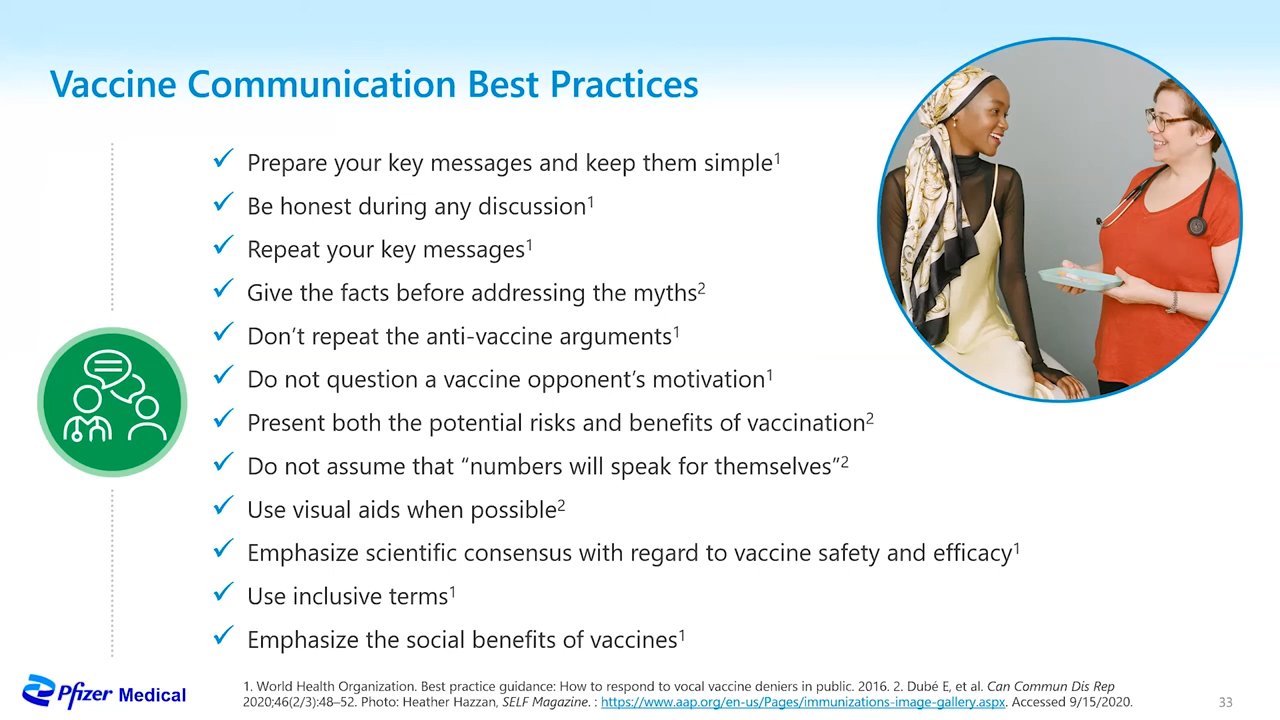 Vaccine Communication Best Practices
✓ Prepare your key messages and keep them simple¹
✓ Be honest during any discussion¹
✓ Repeat your key messages¹
✓ Give the facts before addressing the myths²
✓ Don’t repeat the anti-vaccine arguments¹
✓ Do not question a vaccine opponent’s motivation¹
✓ Present both the potential risks and benefits of vaccination²
✓ Do not assume that “numbers will speak for themselves”²
✓ Use visual aids when possible²
✓ Emphasize scientific consensus with regard to vaccine safety and efficacy¹
✓ Use inclusive terms¹
✓ Emphasize the social benefits of vaccines¹
Pfizer Medical
1. World Health Organization. Best practice guidance: How to respond to vocal vaccine deniers in public. 2016. 2. Dubé E, et al. Can Commun Dis Rep
2020;46(2/3):48–52. Photo: Heather Hazzan, SELF Magazine. : https://www.aap.org/en-us/Pages/immunizations-image-gallery.aspx. Accessed 9/15/2020.
33